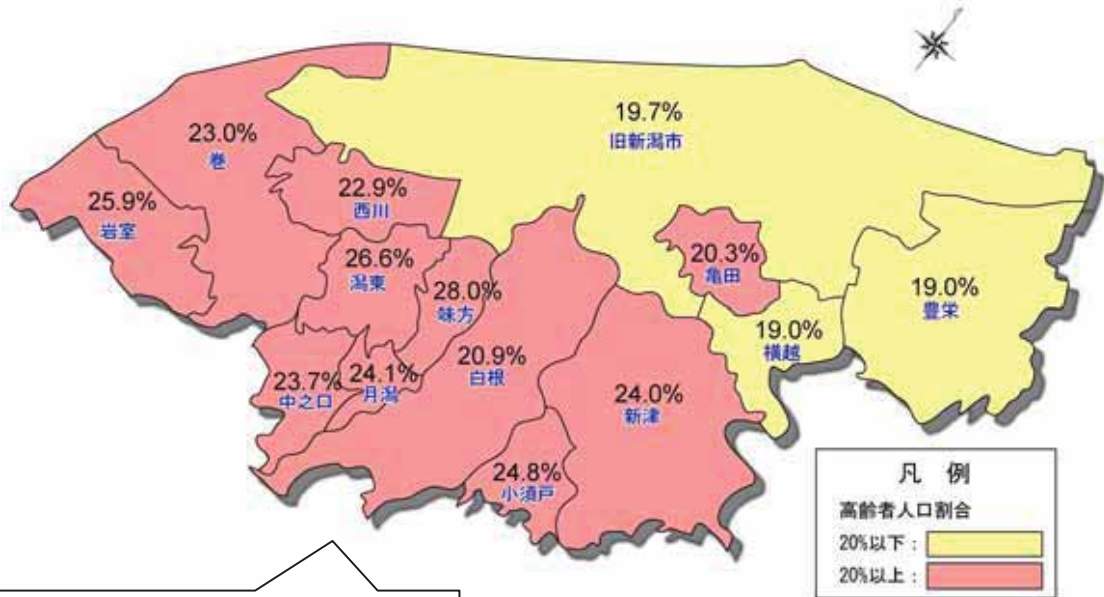 19.7%
旧新潟市
23.0%
巻
22.9%
西川
25.9%
岩室
26.6%
潟東
20.3%
亀田
28.0%
味方
19.0%
豊栄
19.0%
横越
20.9%
白根
24.1%
月潟
23.7%
中之口
24.0%
新津
24.8%
小須戸
凡 例
高齢者人口割合
20%以下:
20%以上: